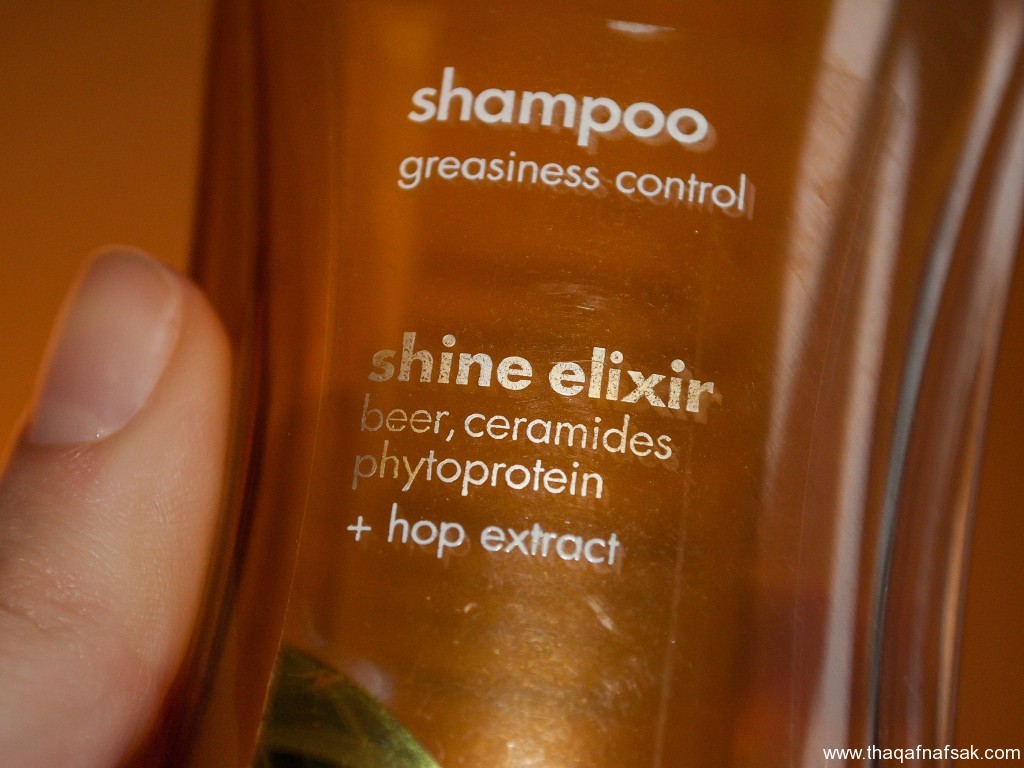 shampoo
greasiness control
shine elixir
beer, ceramides
phytoprotein
+ hop extract
www.thaqafnafsak.com